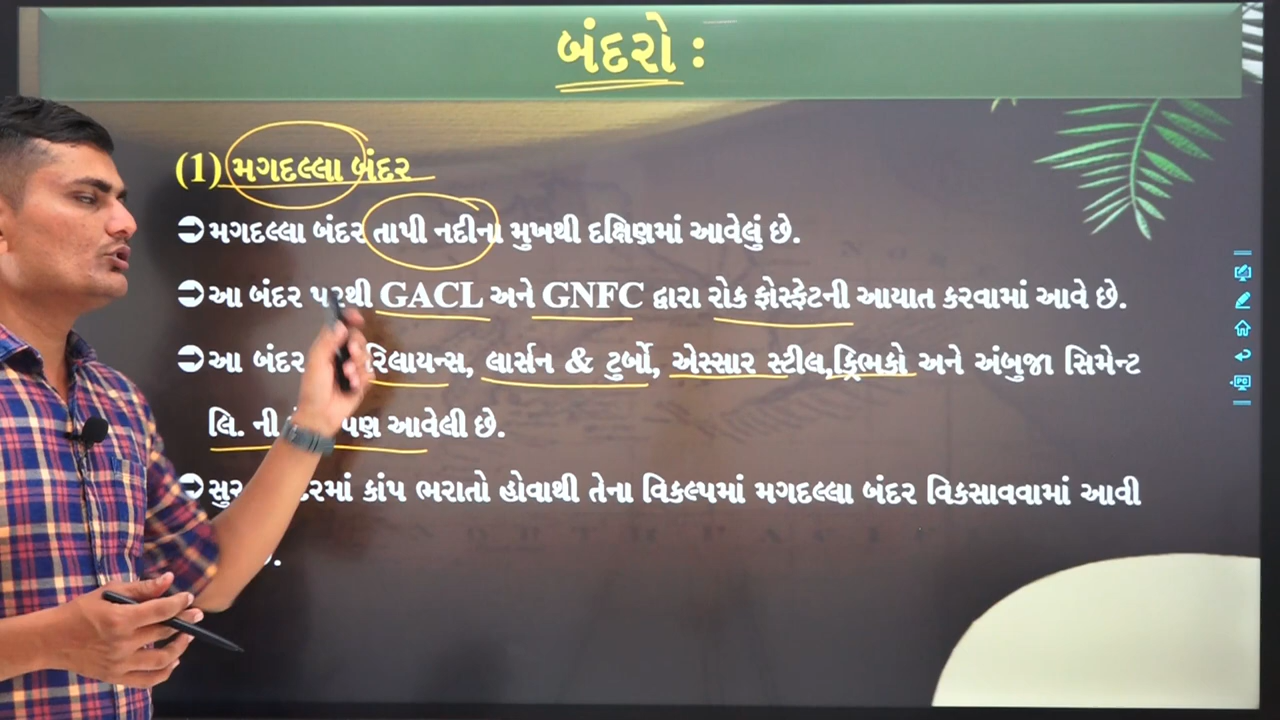 બંદરો :
(1) મગદલ્લા બંદર
➲ મગદલ્લા બંદર તાપી નદીના મુખથી દક્ષિણમાં આવેલું છે.
➲ આ બંદર પરથી GACL અને GNFC દ્વારા રોક ફોસ્ફેટની આયાત કરવામાં આવે છે.
➲ આ બંદર રિલાયન્સ, લાર્સન & ટુર્બો, એસ્સાર સ્ટીલ,ક્રિભકો અને અંબુજા સિમેન્ટ
લિ. ની પણ આવેલી છે.
➲ કાંપ ભરાતો હોવાથી તેના વિકલ્પમાં મગદલ્લા બંદર વિકસાવવામાં આવી
PC